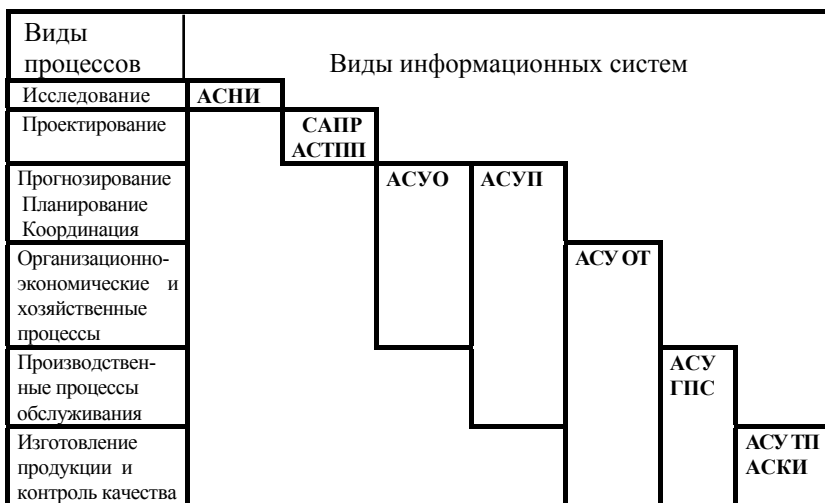 Виды
процессов
Виды информационных систем
Исследование
АСНИ
Проектирование
САПР
АСТПП
Прогнозирование
Планирование
Координация
АСУО
АСУП
Организационно-
экономические и
хозяйственные
процессы
АСУ ОТ
Производствен-
ные процессы
обслуживания
АСУ
ГПС
Изготовление
продукции и
контроль качества
АСУ ТП
АСКИ